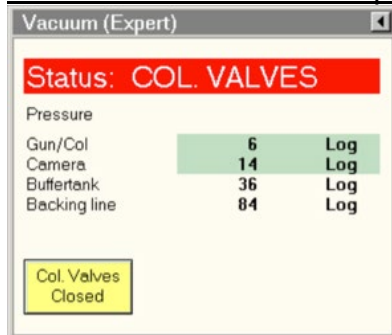 Vacuum (Expert)
Status: COL. VALVES
Pressure
Gun/Col 6 Log
Camera 14 Log
Buffertank 36 Log
Backing line 84 Log
Col. Valves
Closed